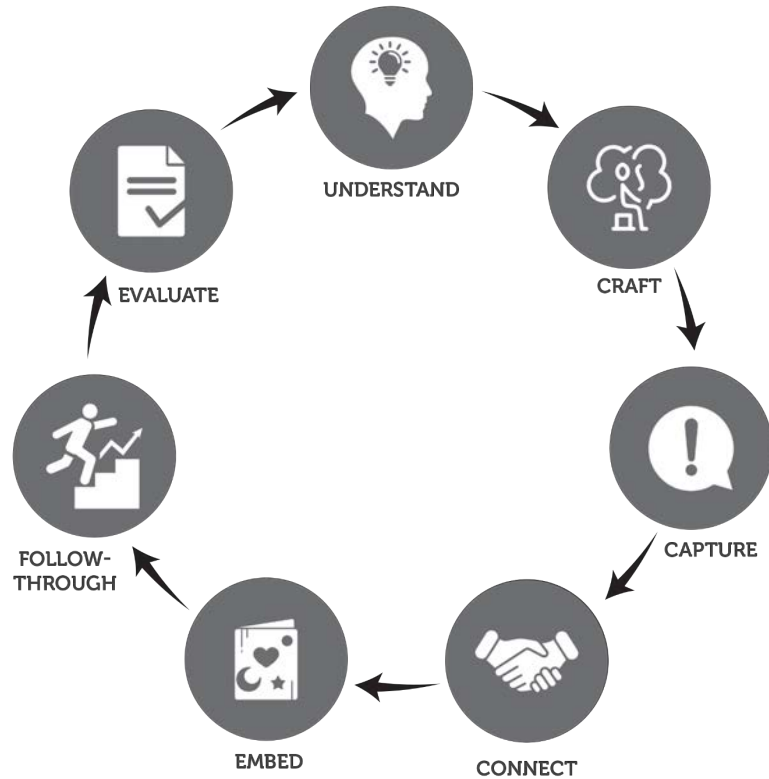 UNDERSTAND
CRAFT
CAPTURE
CONNECT
EMBED
FOLLOW-
THROUGH
EVALUATE